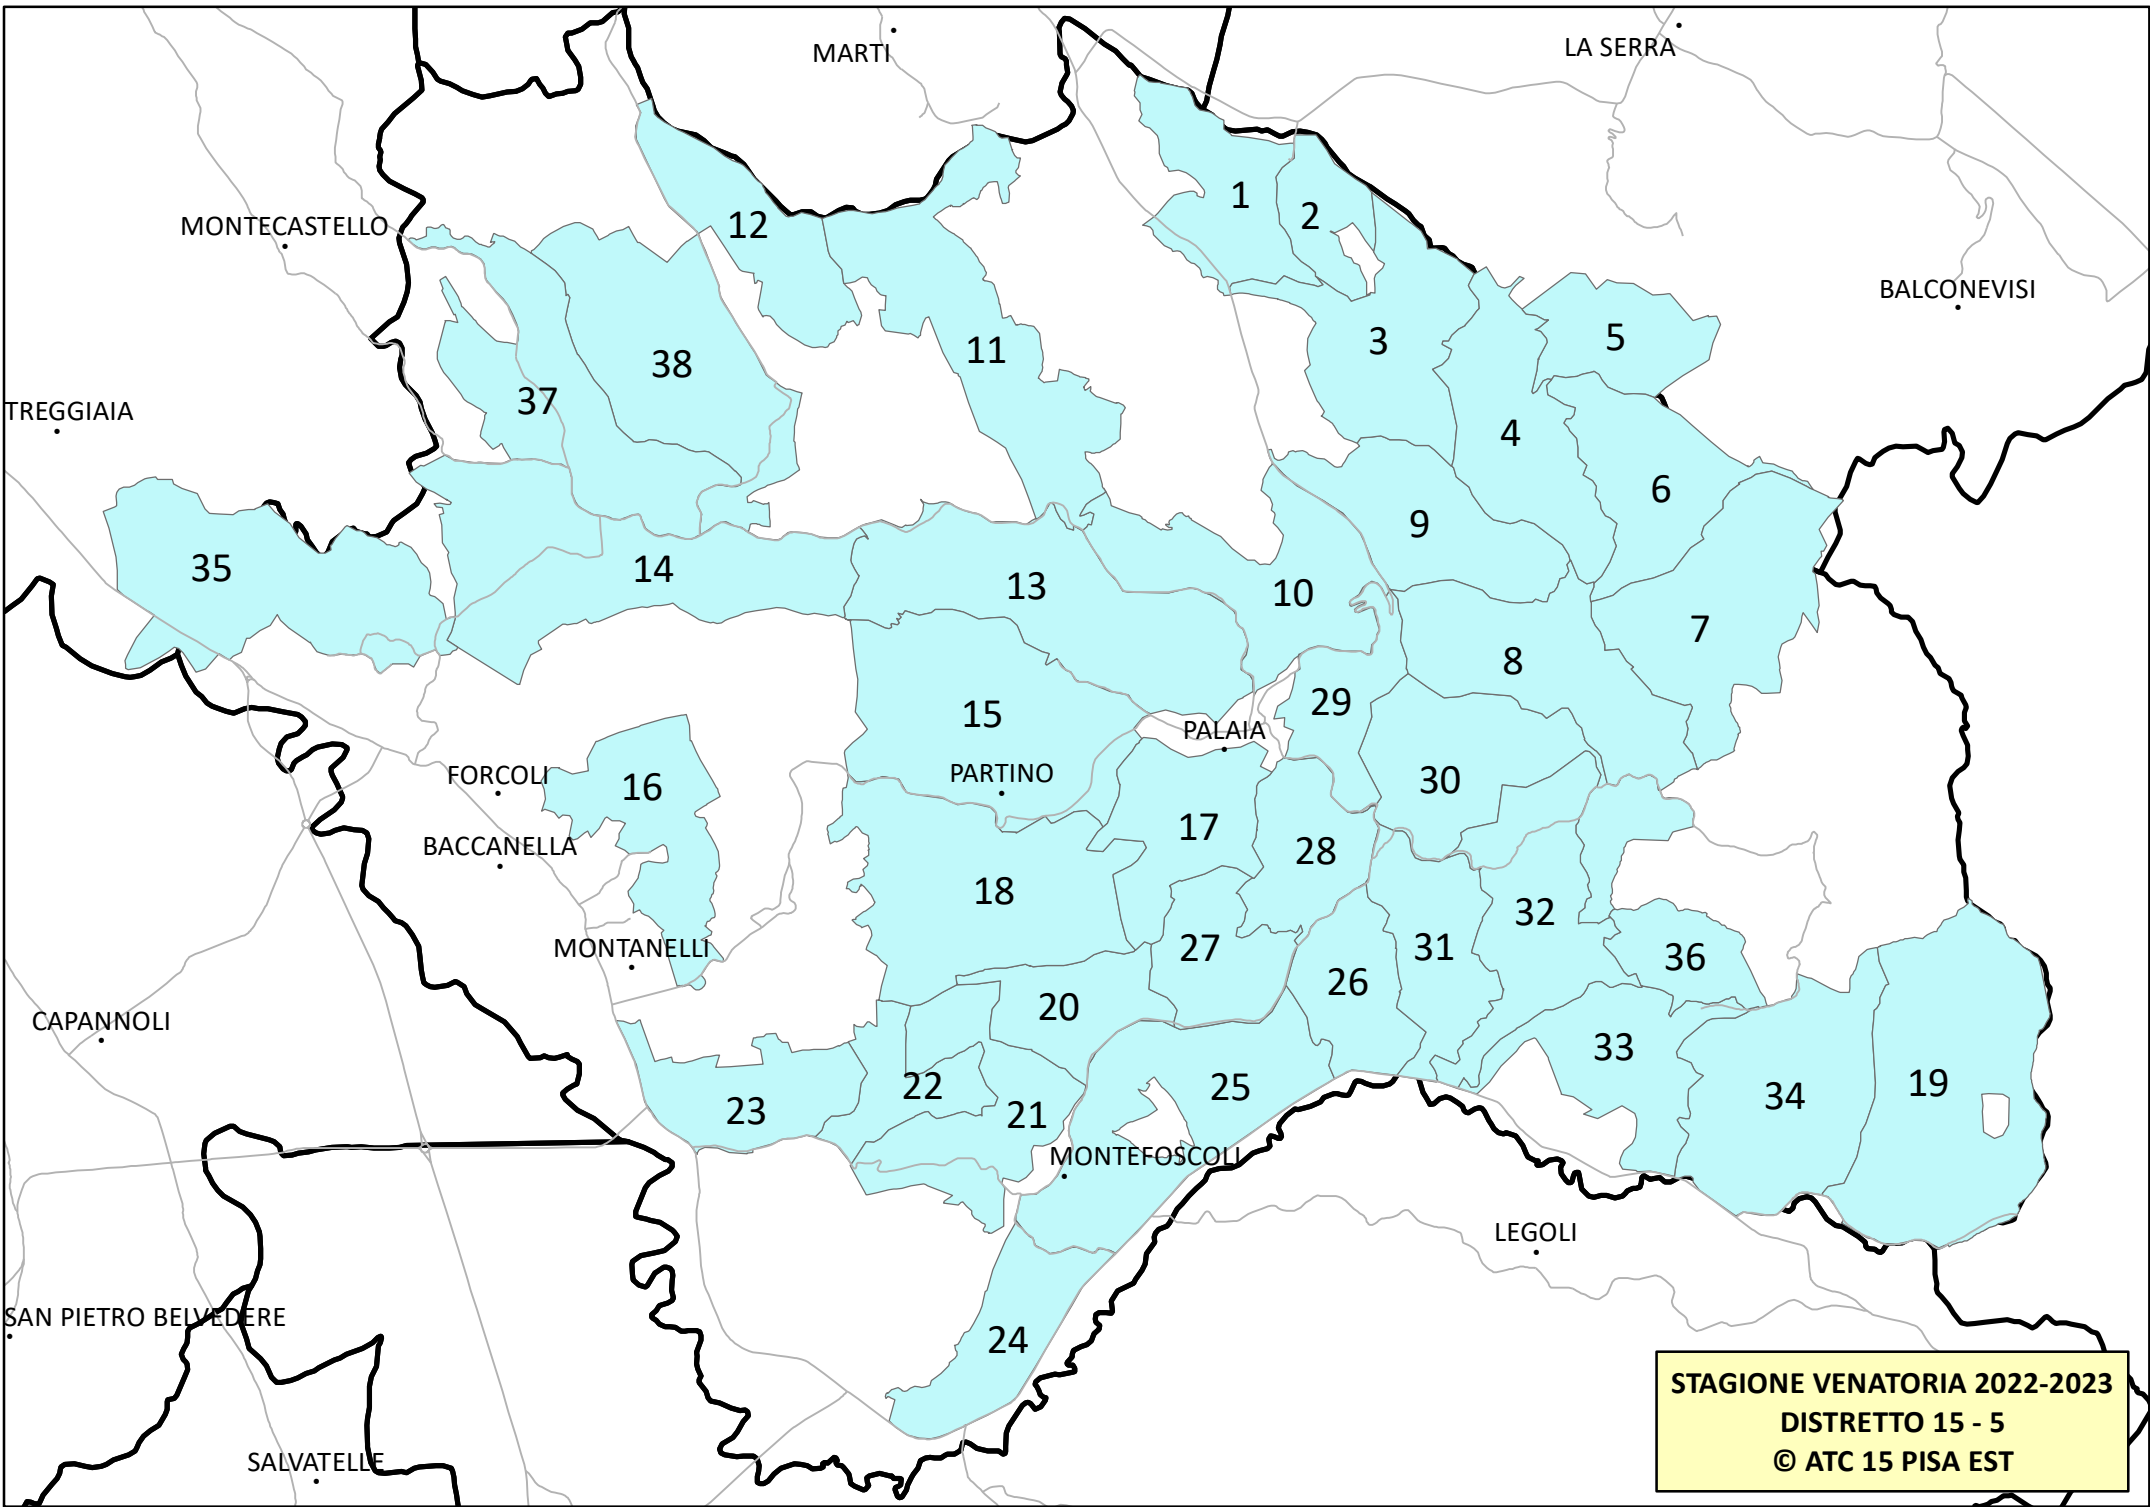 MARTI
LA SERRA
1
2
12
MONTECASTELLO
BALCONEVISI
5
3
11
38
37
TREGGIAIA
4
6
9
35
14
13
10
7
8
29
15
PALAIA
PARTINO
FORCOLI
16
30
17
BACCANELLA
28
18
32
MONTANELLI
27
31
36
26
20
CAPANNOLI
33
22
25
19
34
23
21
MONTEFOSCOLI
LEGOLI
SAN PIETRO BELVEDERE
24
STAGIONE VENATORIA 2022-2023
DISTRETTO 15 - 5
© ATC 15 PISA EST
SALVATELLE